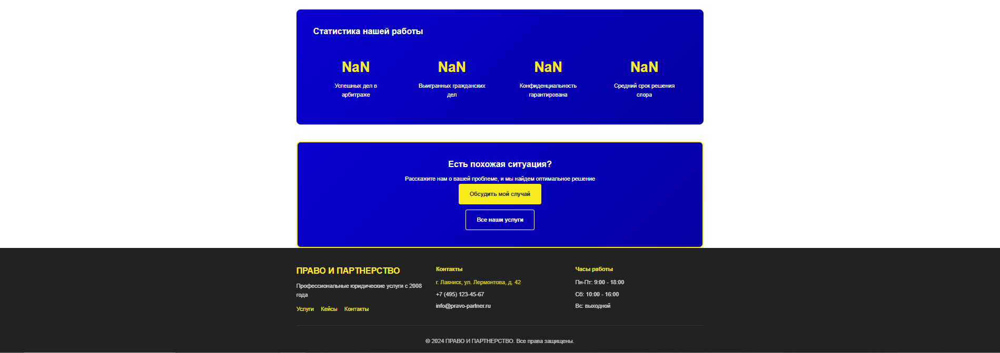 Статистика нашей работы
NaN
NaN
NaN
NaN
Успешных дел в
арбитраже
Выигранных гражданских
дел
Конфиденциальность
гарантирована
Средний срок решения
спора
Есть похожая ситуация?
Расскажите нам о вашей проблеме, и мы найдем оптимальное решение
Обсудить мой случай
Все наши услуги
ПРАВО И ПАРТНЕРСТВО
Профессиональные юридические услуги с 2008
года
Услуги Кейсы Контакты
Контакты
г. Лакниск, ул. Лермонтова, д. 42
+7 (495) 123-45-67
info@pravo-partner.ru
Часы работы
Пн-Пт: 9:00 - 18:00
Сб: 10:00 - 16:00
Вс: выходной
© 2024 ПРАВО И ПАРТНЕРСТВО. Все права защищены.